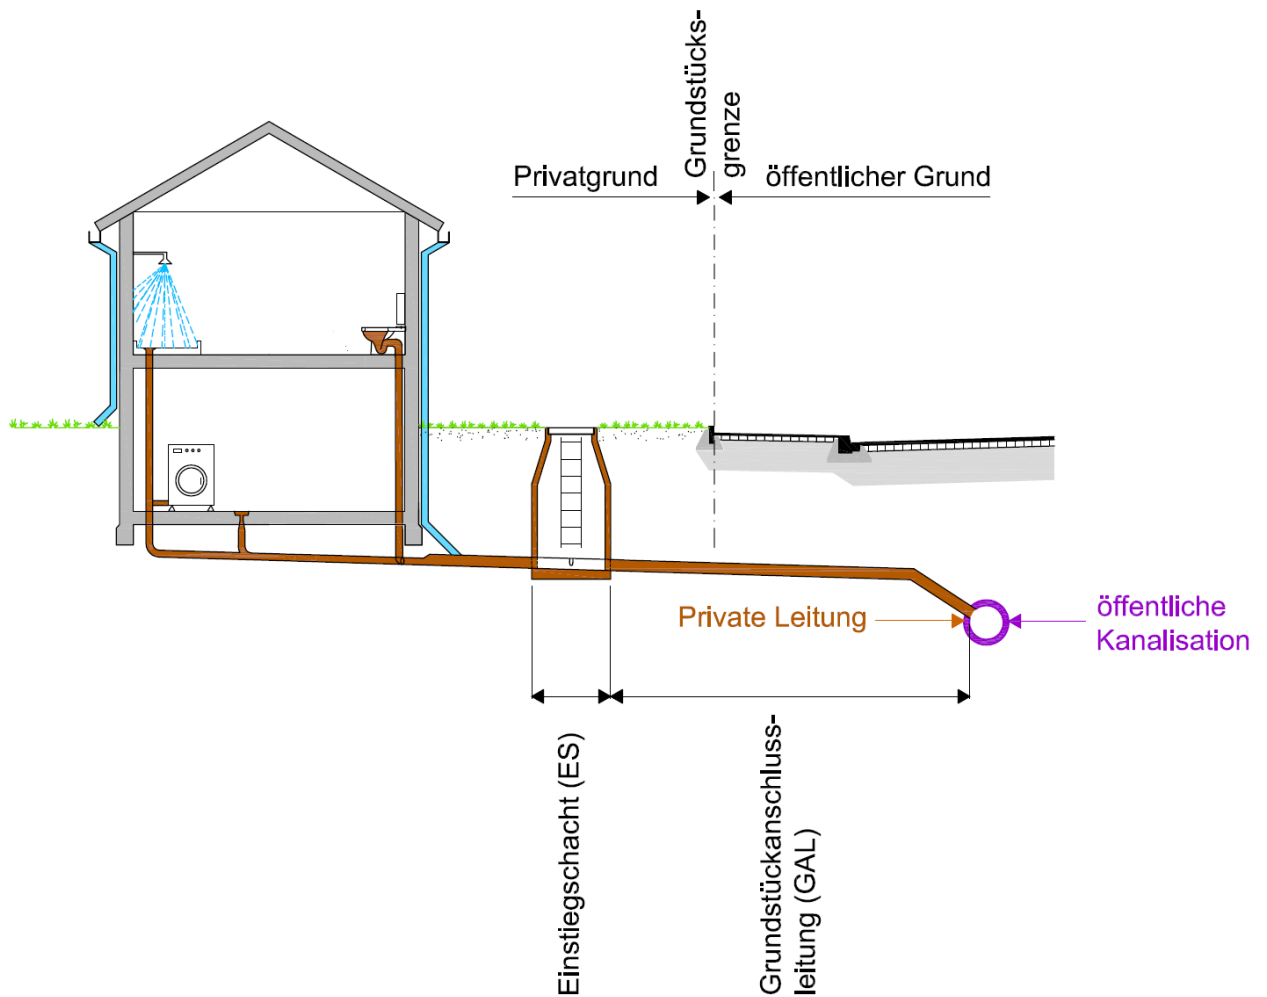 Grundstücks-
grenze
Privatgrund
öffentlicher Grund
Private Leitung
öffentliche
Kanalisation
Einstiegschacht (ES)
Grundstückanschluss-
leitung (GAL)